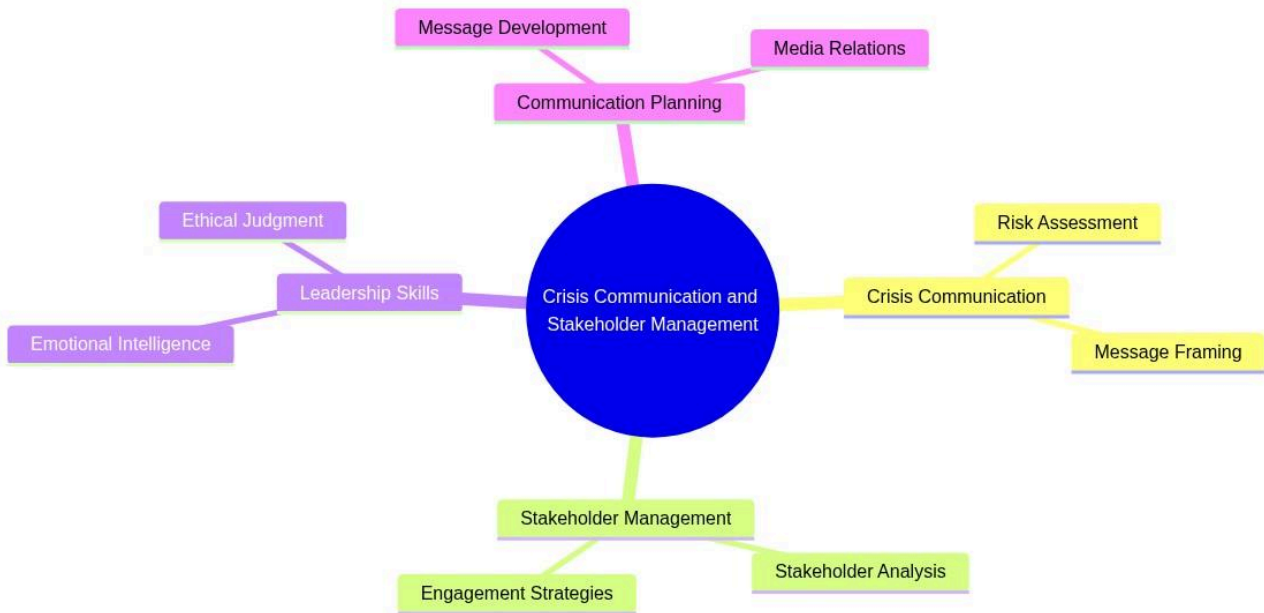 Message Development
Media Relations
Communication Planning
Ethical Judgment
Risk Assessment
Leadership Skills
Crisis Communication and
Stakeholder Management
Crisis Communication
Emotional Intelligence
Message Framing
Stakeholder Management
Stakeholder Analysis
Engagement Strategies